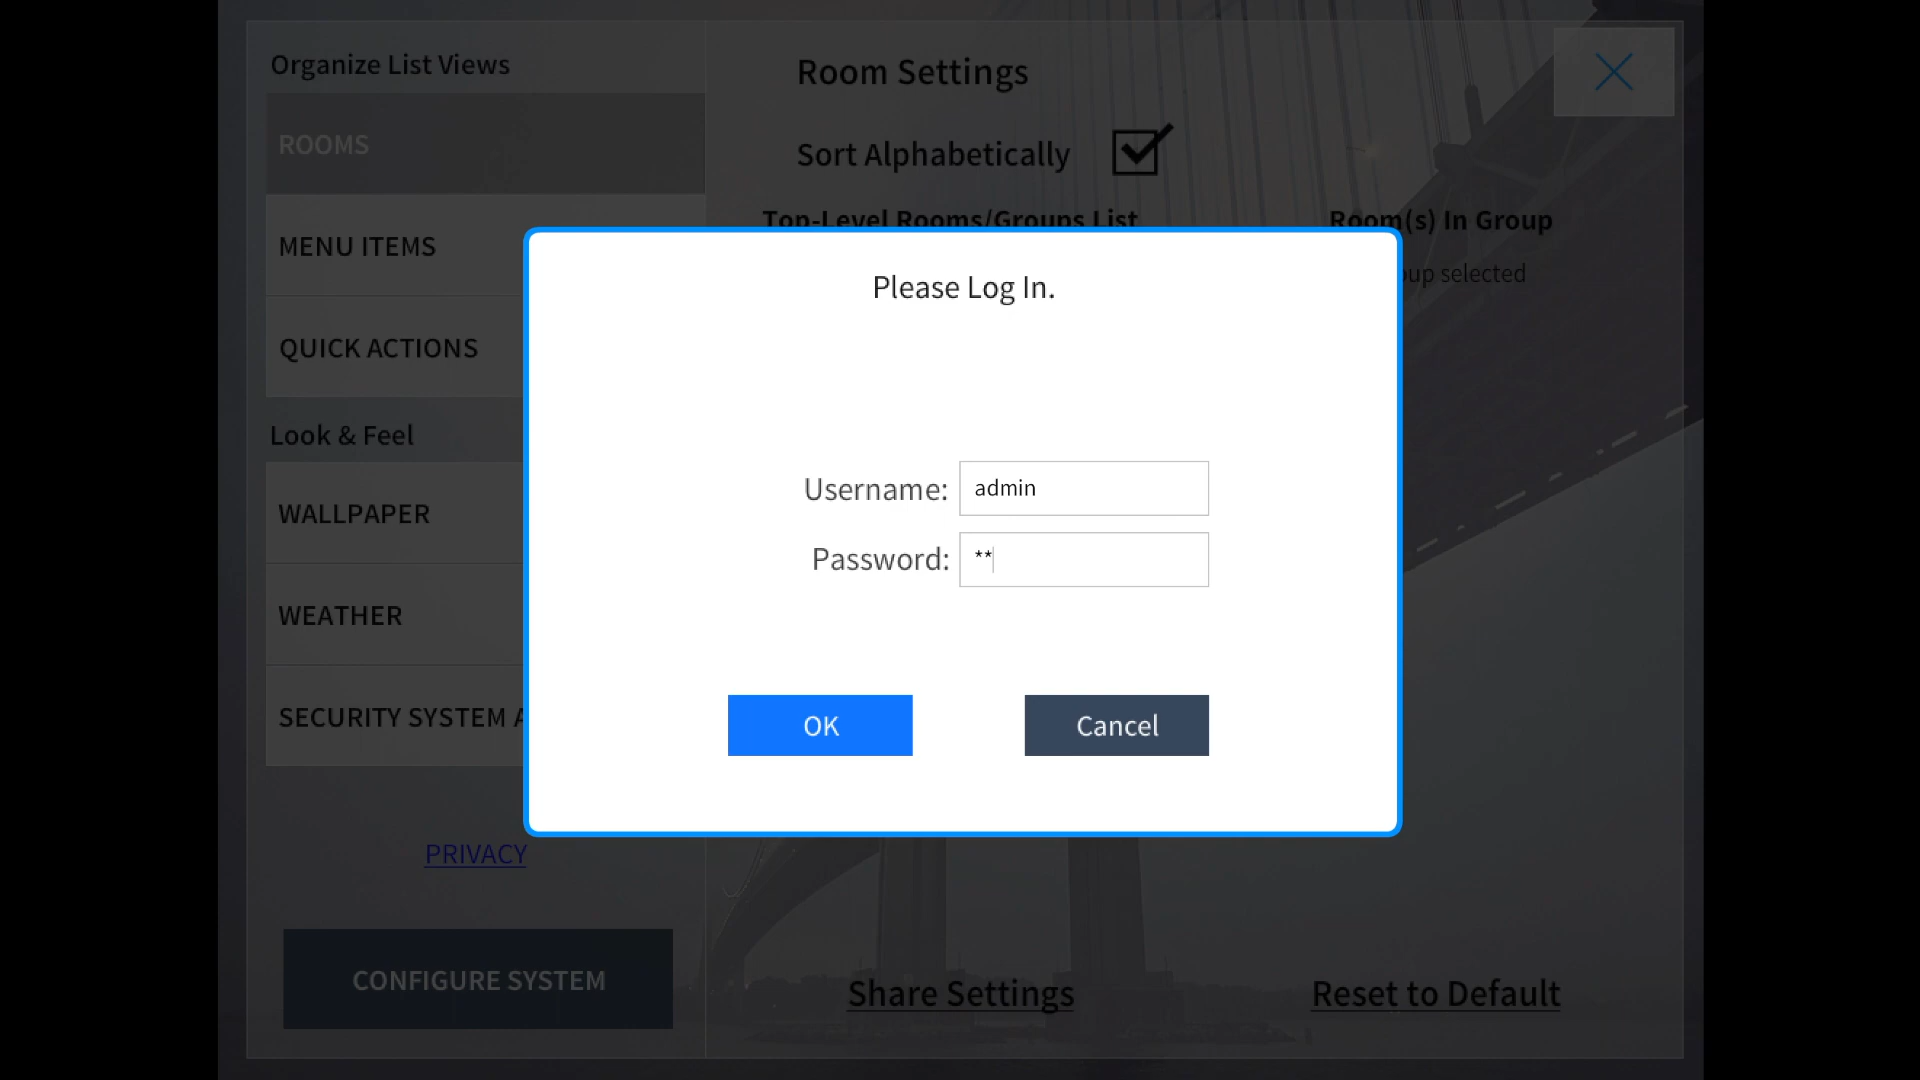 Organize List Views
ROOMS
MENU ITEMS
QUICK ACTIONS
Look & Feel
WALLPAPER
WEATHER
SECURITY SYSTEM
PRIVACY
CONFIGURE SYSTEM
Room Settings
Sort Alphabetically
Top-Level Rooms/Groups List
Room(s) In Group
selected
Please Log In.
Username: admin
Password: **
OK
Cancel
Share Settings
Reset to Default